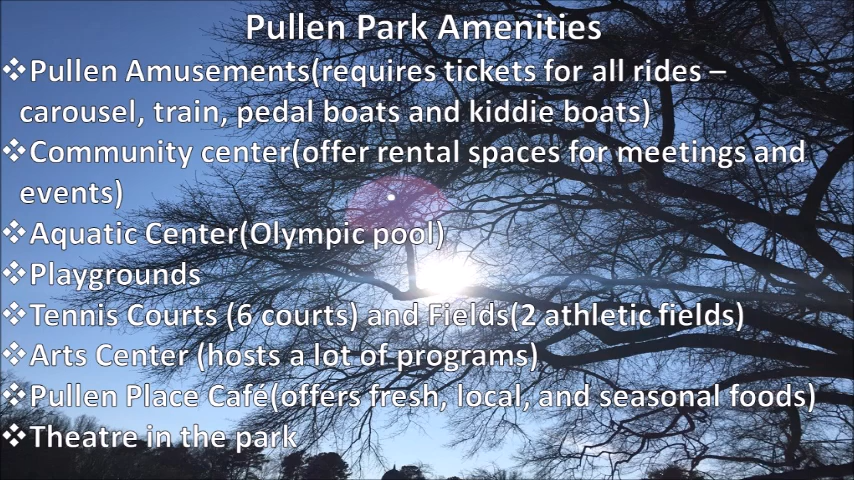 Pullen Park Amenities
❖Pullen Amusements(requires tickets for all rides –
carousel, train, pedal boats and kiddie boats)
❖Community center(offer rental spaces for meetings and
events)
❖Aquatic Center(Olympic pool)
❖Playgrounds
❖Tennis Courts (6 courts) and Fields(2 athletic fields)
❖Arts Center (hosts a lot of programs)
❖Pullen Place Café(offers fresh, local, and seasonal foods)
❖Theatre in the park